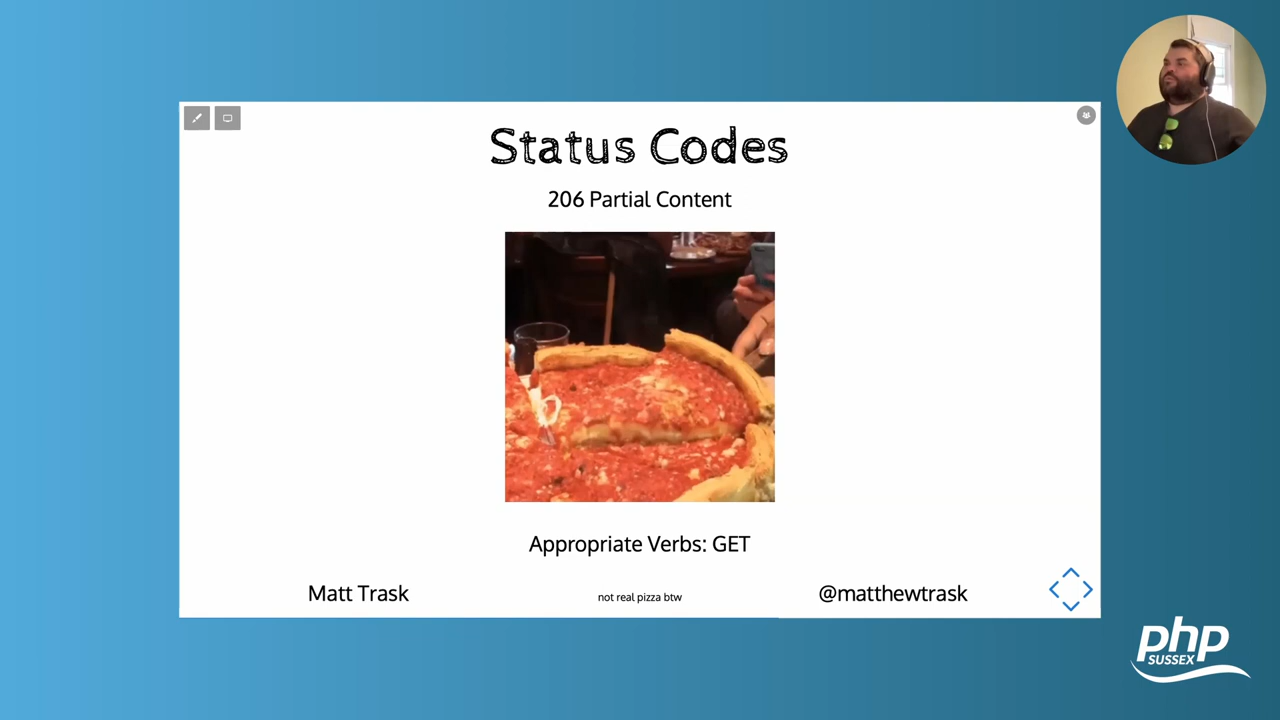 Status Codes
206 Partial Content
Appropriate Verbs: GET
Matt Trask
not real pizza btw
@matthewtrask
php
SUSSEX